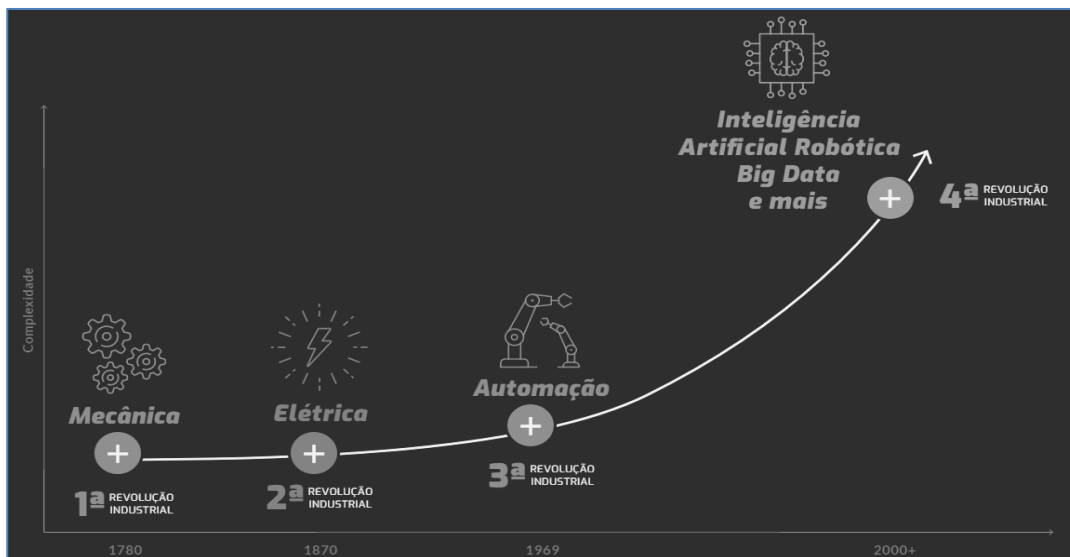 Inteligência
Artificial Robótica
Big Data
e mais
4ª REVOLUÇÃO
INDUSTRIAL
Complexidade
Mecânica
Elétrica
Automação
1ª REVOLUÇÃO
INDUSTRIAL
2ª REVOLUÇÃO
INDUSTRIAL
3ª REVOLUÇÃO
INDUSTRIAL
1780
1870
1969
2000+